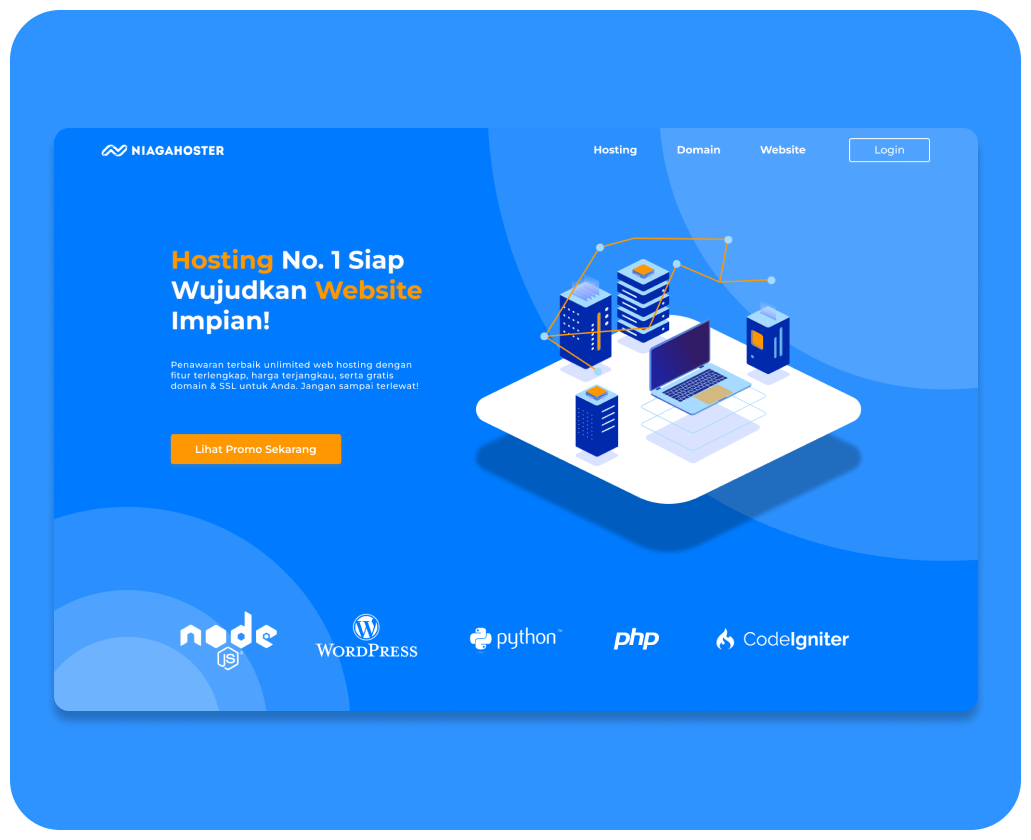 NIAGAHOSTER
Hosting Domain Website Login
Hosting No. 1 Siap
Wujudkan Website
Impian!
Penawaran terbaik unlimited web hosting dengan
fitur terlengkap, harga terjangkau, serta gratis
domain & SSL untuk Anda. Jangan sampai terlewat!
Lihat Promo Sekarang
node
JS
WORDPRESS
python
php
CodeIgniter